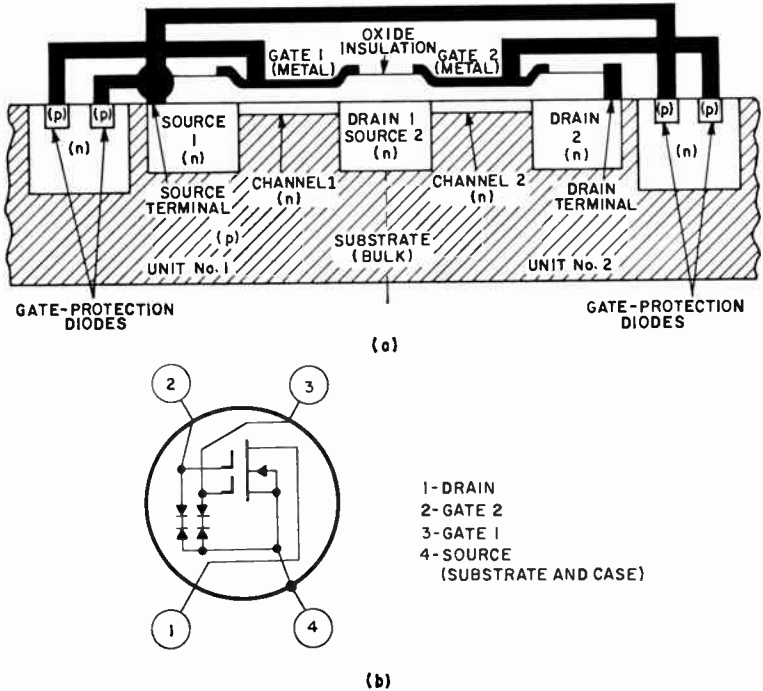 OXIDE
INSULATION
GATE 1
(METAL)
GATE 2
(METAL)
(p)
(p)
(n)
SOURCE
1
(n)
DRAIN 1
SOURCE 2
(n)
DRAIN
2
(n)
(p)
(p)
(n)
SOURCE
TERMINAL
CHANNEL 1
(n)
CHANNEL 2
(n)
DRAIN
TERMINAL
(p)
UNIT No. 1
SUBSTRATE
(BULK)
UNIT No. 2
GATE-PROTECTION
DIODES
GATE-PROTECTION
DIODES
(a)
2
3
1-DRAIN
2-GATE 2
3-GATE 1
4-SOURCE
(SUBSTRATE AND CASE)
1
4
(b)